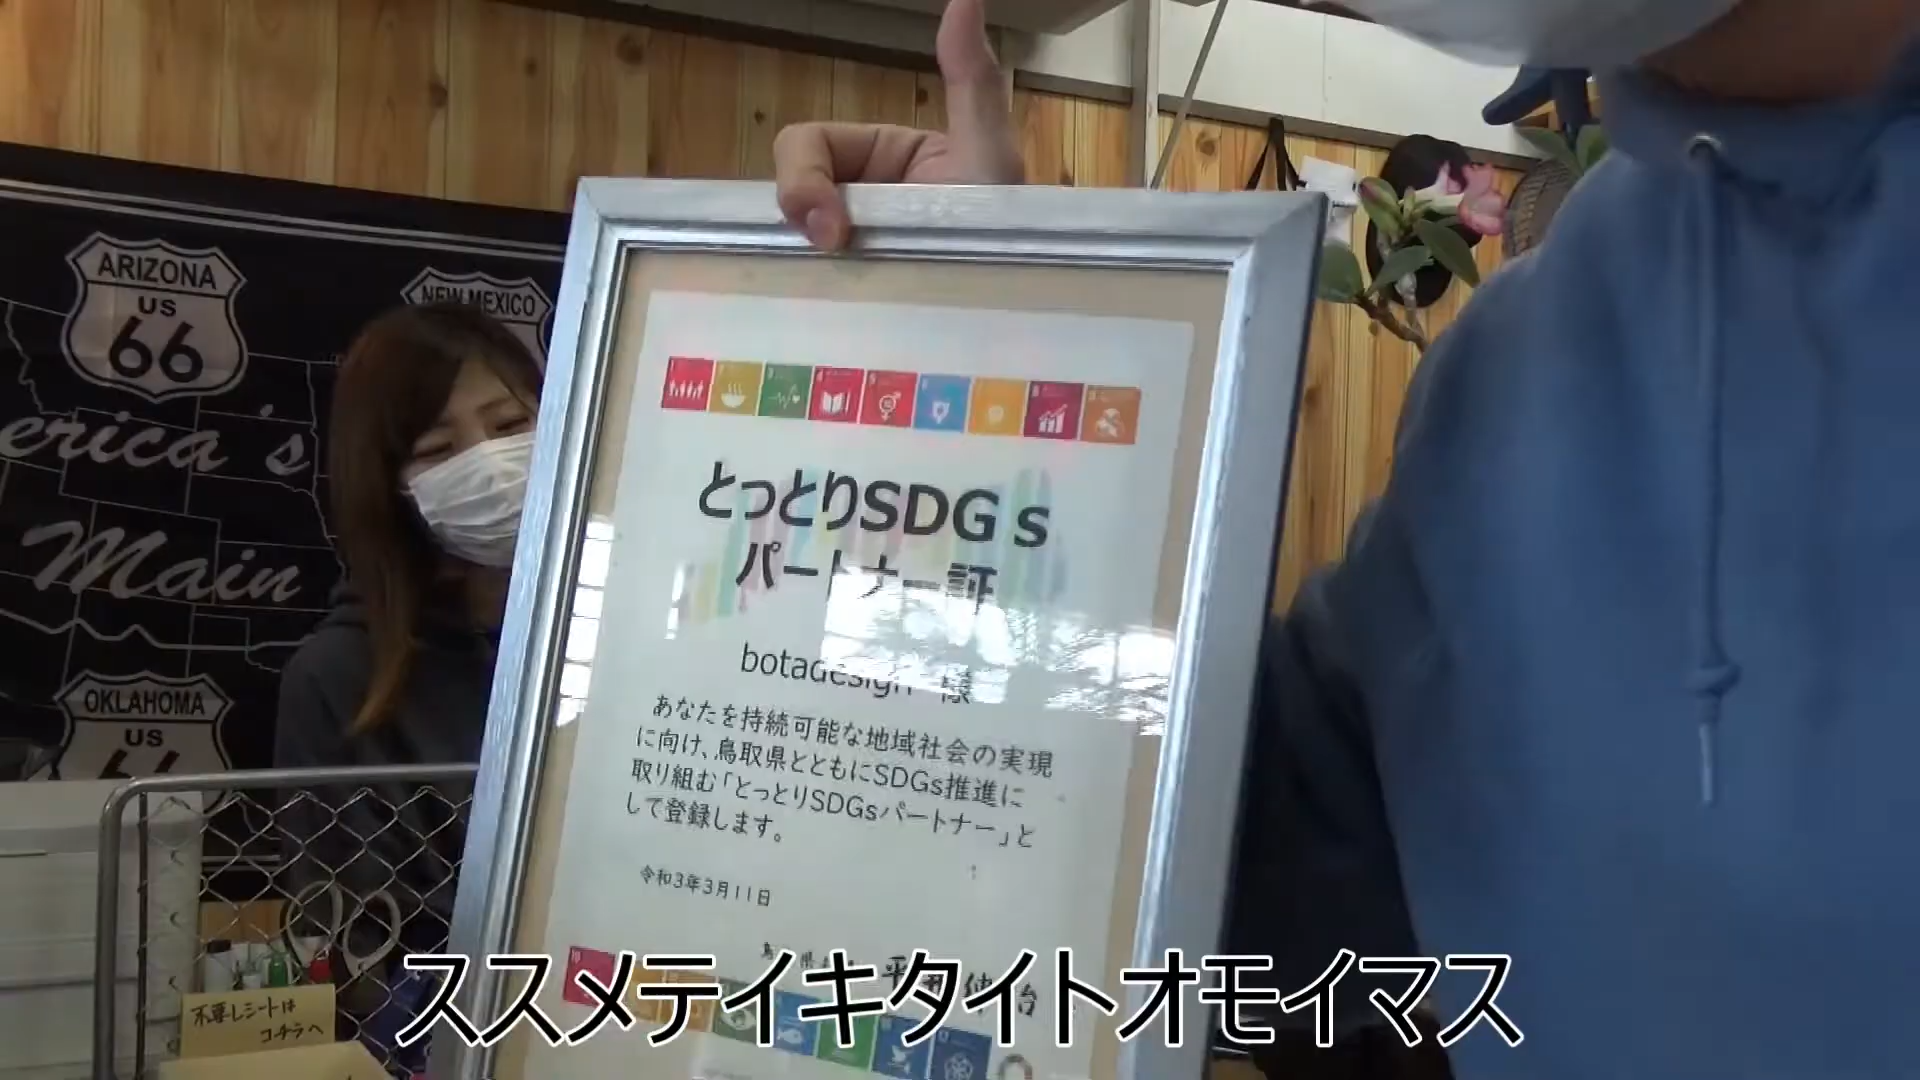 ARIZONA
US
66
NEW MEXICO
erica's
Main
OKLAHOMA
US
66
とっとりSDGs
パートナー証
botadesign 様
あなたを持続可能な地域社会の実現
に向け、鳥取県とともにSDGs推進に
取り組む「とっとりSDGsパートナー」と
して登録します。
令和3年3月11日
平井伸治
不要レシートは
コチラへ
ススメテイキタイトオモイマス